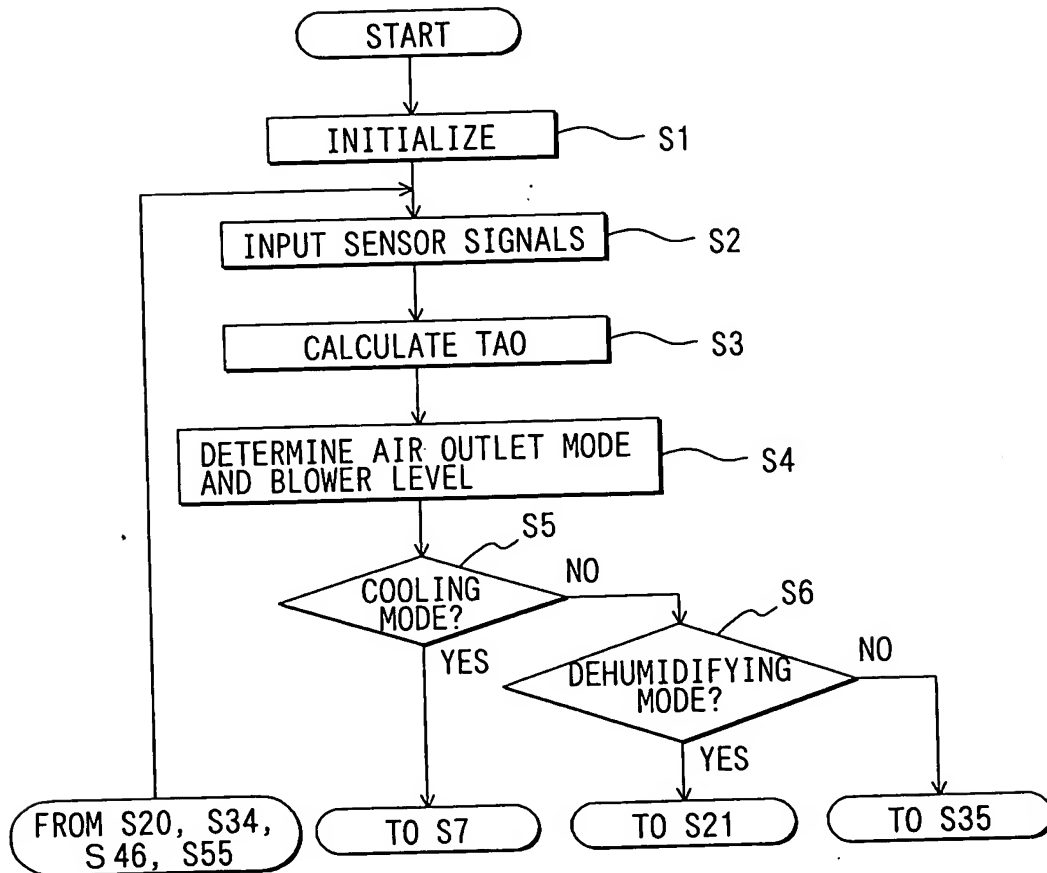 START
INITIALIZE
S1
INPUT SENSOR SIGNALS
S2
CALCULATE TAO
S3
DETERMINE AIR OUTLET MODE
AND BLOWER LEVEL
S4
S5
COOLING
MODE?
NO
YES
S6
DEHUMIDIFYING
MODE?
NO
YES
FROM S20, S34,
S46, S55
TO S7
TO S21
TO S35